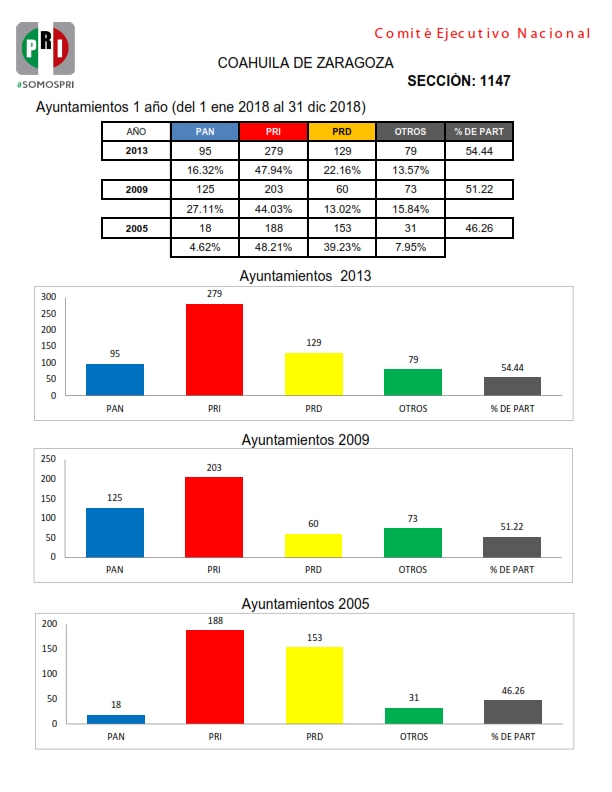 Comité Ejecutivo Nacional
PRI
#SOMOSPRI
COAHUILA DE ZARAGOZA
SECCIÓN: 1147
Ayuntamientos 1 año (del 1 ene 2018 al 31 dic 2018)
AÑO PAN PRI PRD OTROS % DE PART
2013 95 279 129 79 54.44
16.32% 47.94% 22.16% 13.57%
2009 125 203 60 73 51.22
27.11% 44.03% 13.02% 15.84%
2005 18 188 153 31 46.26
4.62% 48.21% 39.23% 7.95%
Ayuntamientos 2013
300
250
200
150
100
50
0
95 279 129 79 54.44
PAN PRI PRD OTROS % DE PART
Ayuntamientos 2009
250
200
150
100
50
0
125 203 60 73 51.22
PAN PRI PRD OTROS % DE PART
Ayuntamientos 2005
200
150
100
50
0
18 188 153 31 46.26
PAN PRI PRD OTROS % DE PART